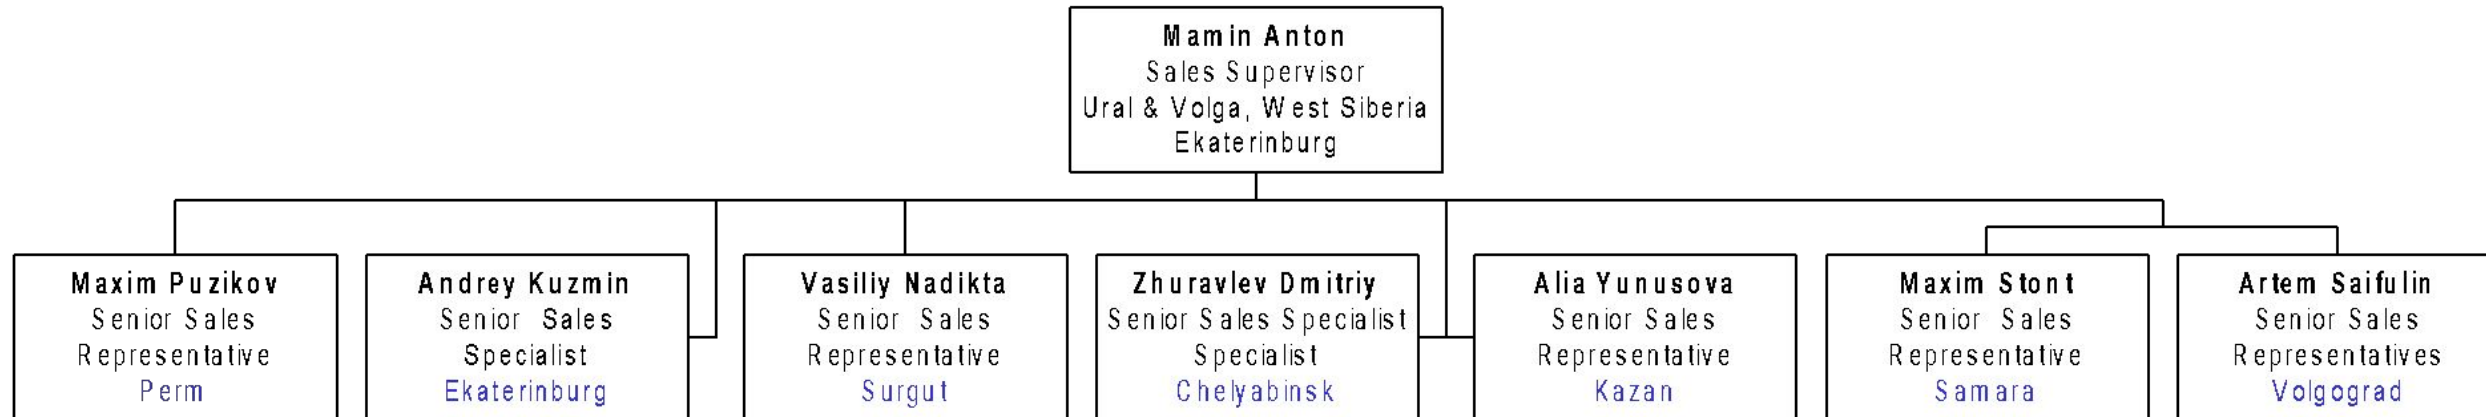 Mamin Anton
Sales Supervisor
Ural & Volga, West Siberia
Ekaterinburg
Maxim Puzikov
Senior Sales
Representative
Perm
Andrey Kuzmin
Senior Sales
Specialist
Ekaterinburg
Vasiliy Nadikta
Senior Sales
Representative
Surgut
Zhuravlev Dmitriy
Senior Sales Specialist
Specialist
Chelyabinsk
Alia Yunusova
Senior Sales
Representative
Kazan
Maxim Stont
Senior Sales
Representative
Samara
Artem Saifulin
Senior Sales
Representatives
Volgograd